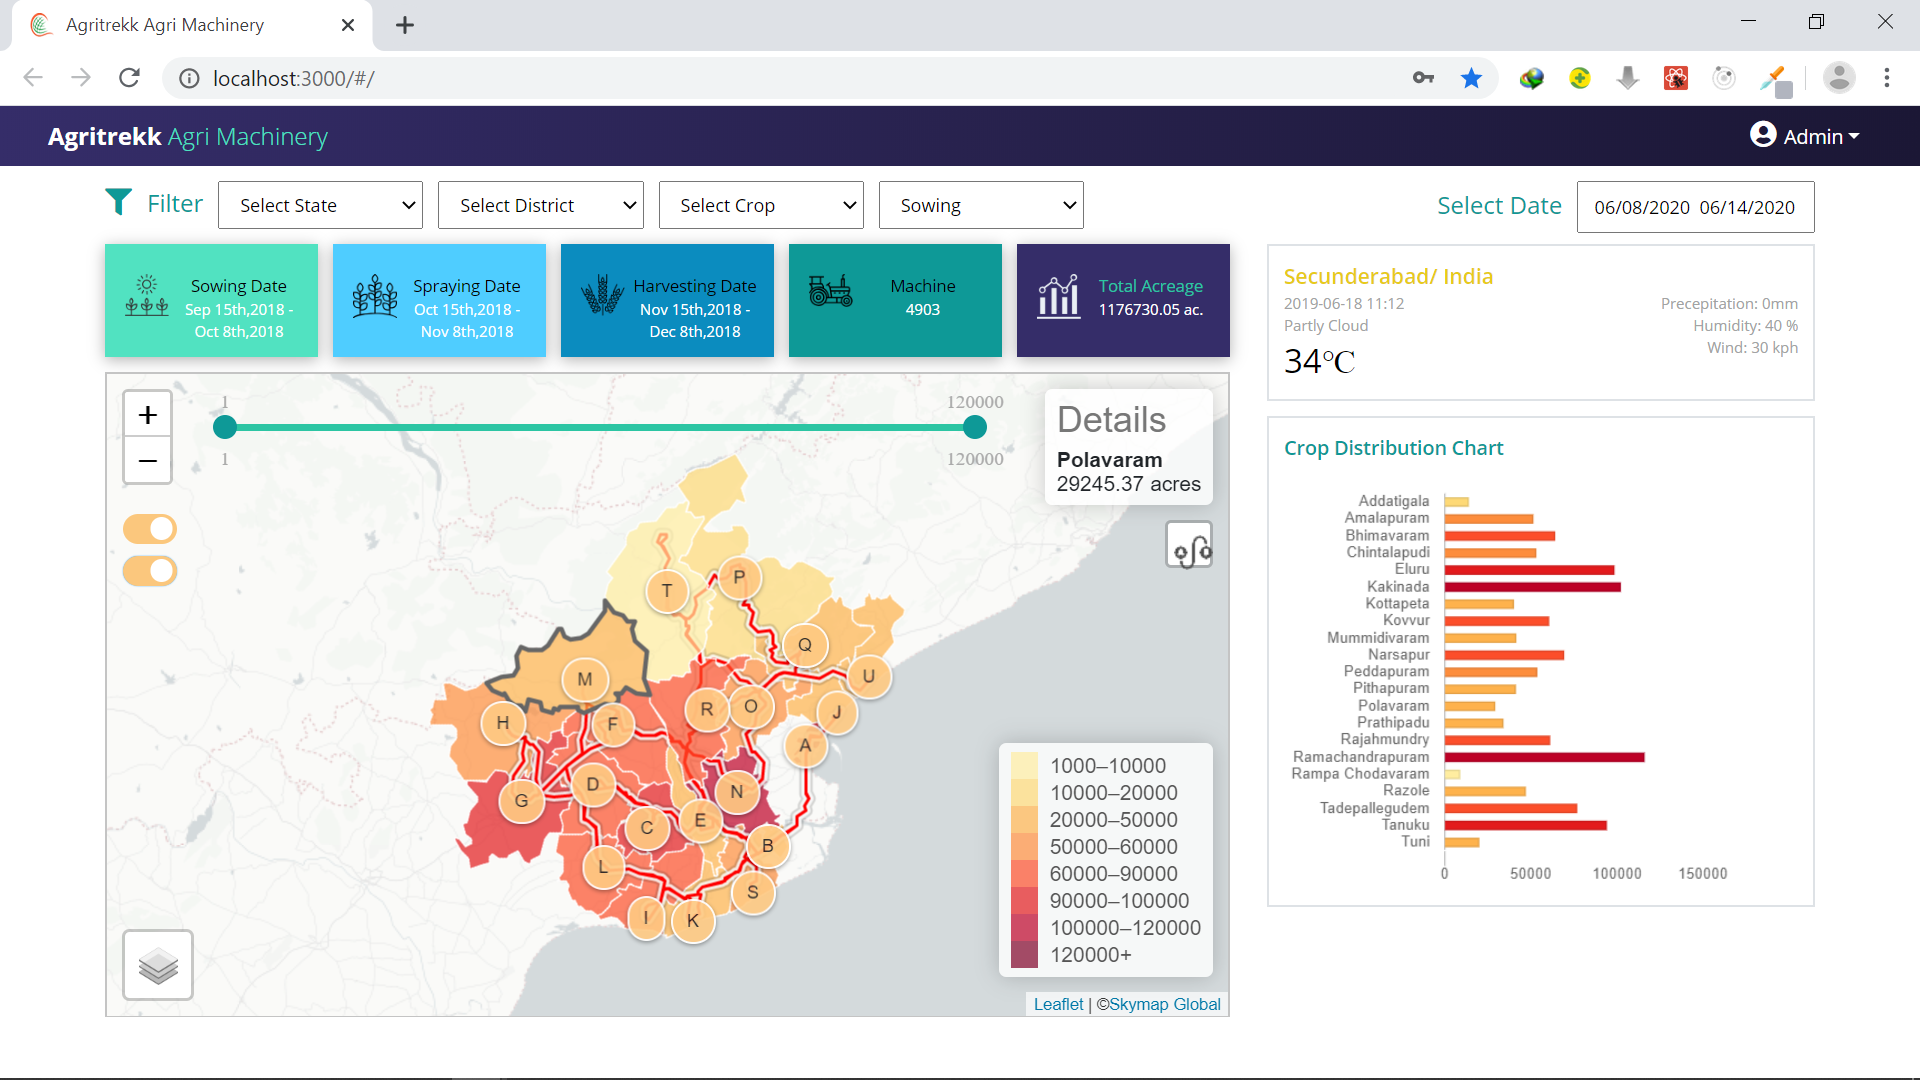 Agritrekk Agri Machinery
localhost:3000/#/
Agritrekk Agri Machinery
Admin
Filter
Select State
Select District
Select Crop
Sowing
Select Date
06/08/2020 06/14/2020
Sowing Date
Sep 15th,2018 -
Oct 8th,2018
Spraying Date
Oct 15th,2018 -
Nov 8th,2018
Harvesting Date
Nov 15th,2018 -
Dec 8th,2018
Machine
4903
Total Acreage
1176730.05 ac.
Secunderabad/ India
2019-06-18 11:12
Partly Cloud
34°C
Precepitation: 0mm
Humidity: 40 %
Wind: 30 kph
+
−
1
120000
1
120000
Details
Polavaram
29245.37 acres
T
P
Q
U
M
H
F
R
O
J
A
G
D
N
C
E
B
L
S
I
K
1000–10000
10000–20000
20000–50000
50000–60000
60000–90000
90000–100000
100000–120000
120000+
Leaflet | ©Skymap Global
Crop Distribution Chart
Addatigala
Amalapuram
Bhimavaram
Chintalapudi
Eluru
Kakinada
Kottapeta
Kovvur
Mummidivaram
Narsapur
Peddapuram
Pithapuram
Polavaram
Prathipadu
Rajahmundry
Ramachandrapuram
Rampa Chodavaram
Razole
Tadepallegudem
Tanuku
Tuni
0 50000 100000 150000